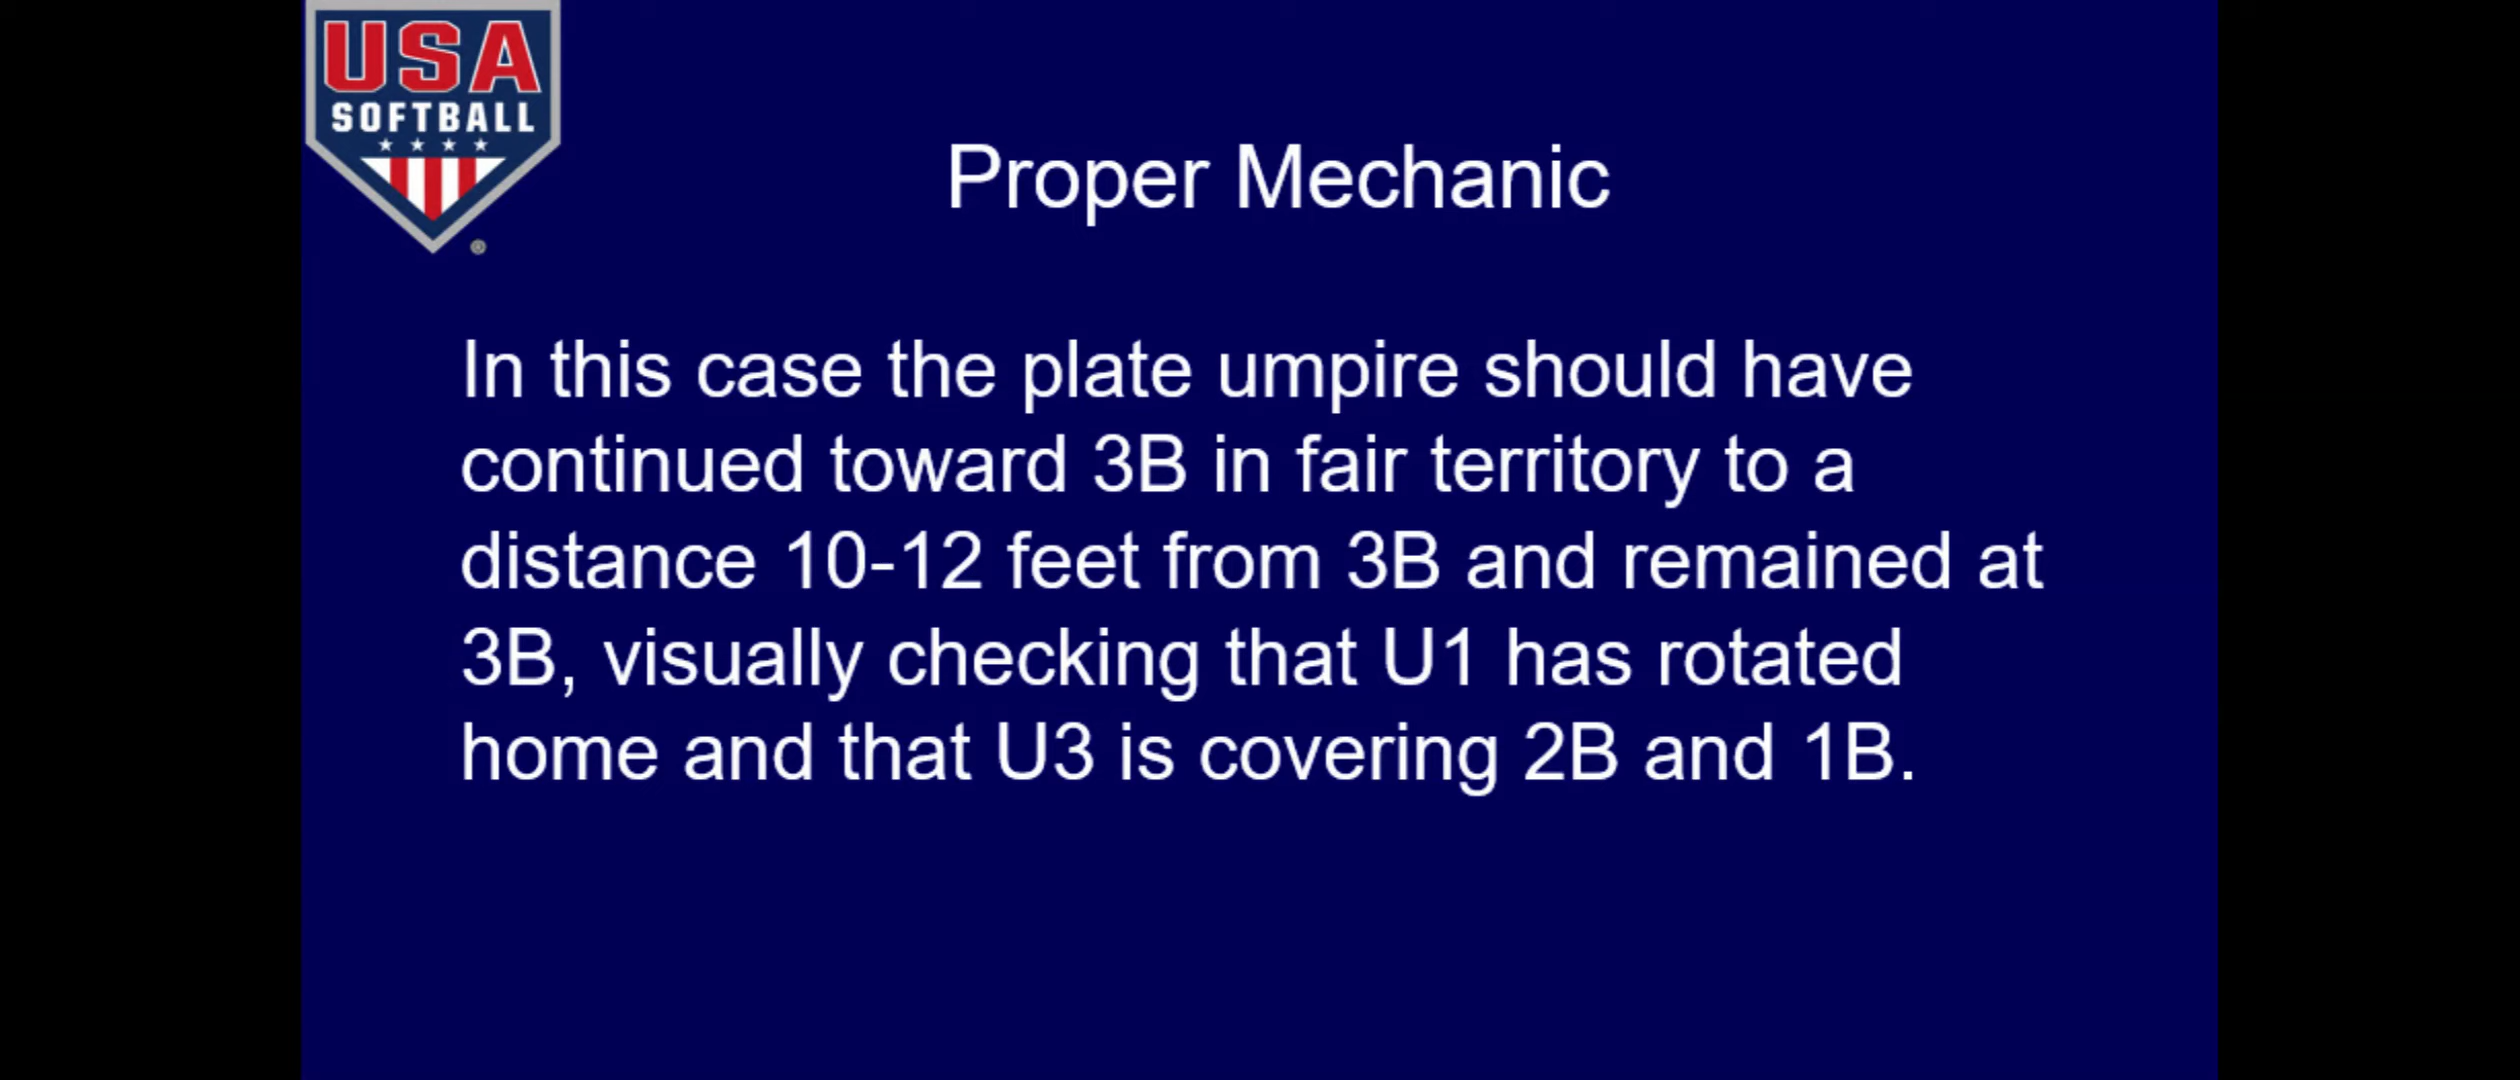 USA
SOFTBALL
®
Proper Mechanic
In this case the plate umpire should have
continued toward 3B in fair territory to a
distance 10-12 feet from 3B and remained at
3B, visually checking that U1 has rotated
home and that U3 is covering 2B and 1B.